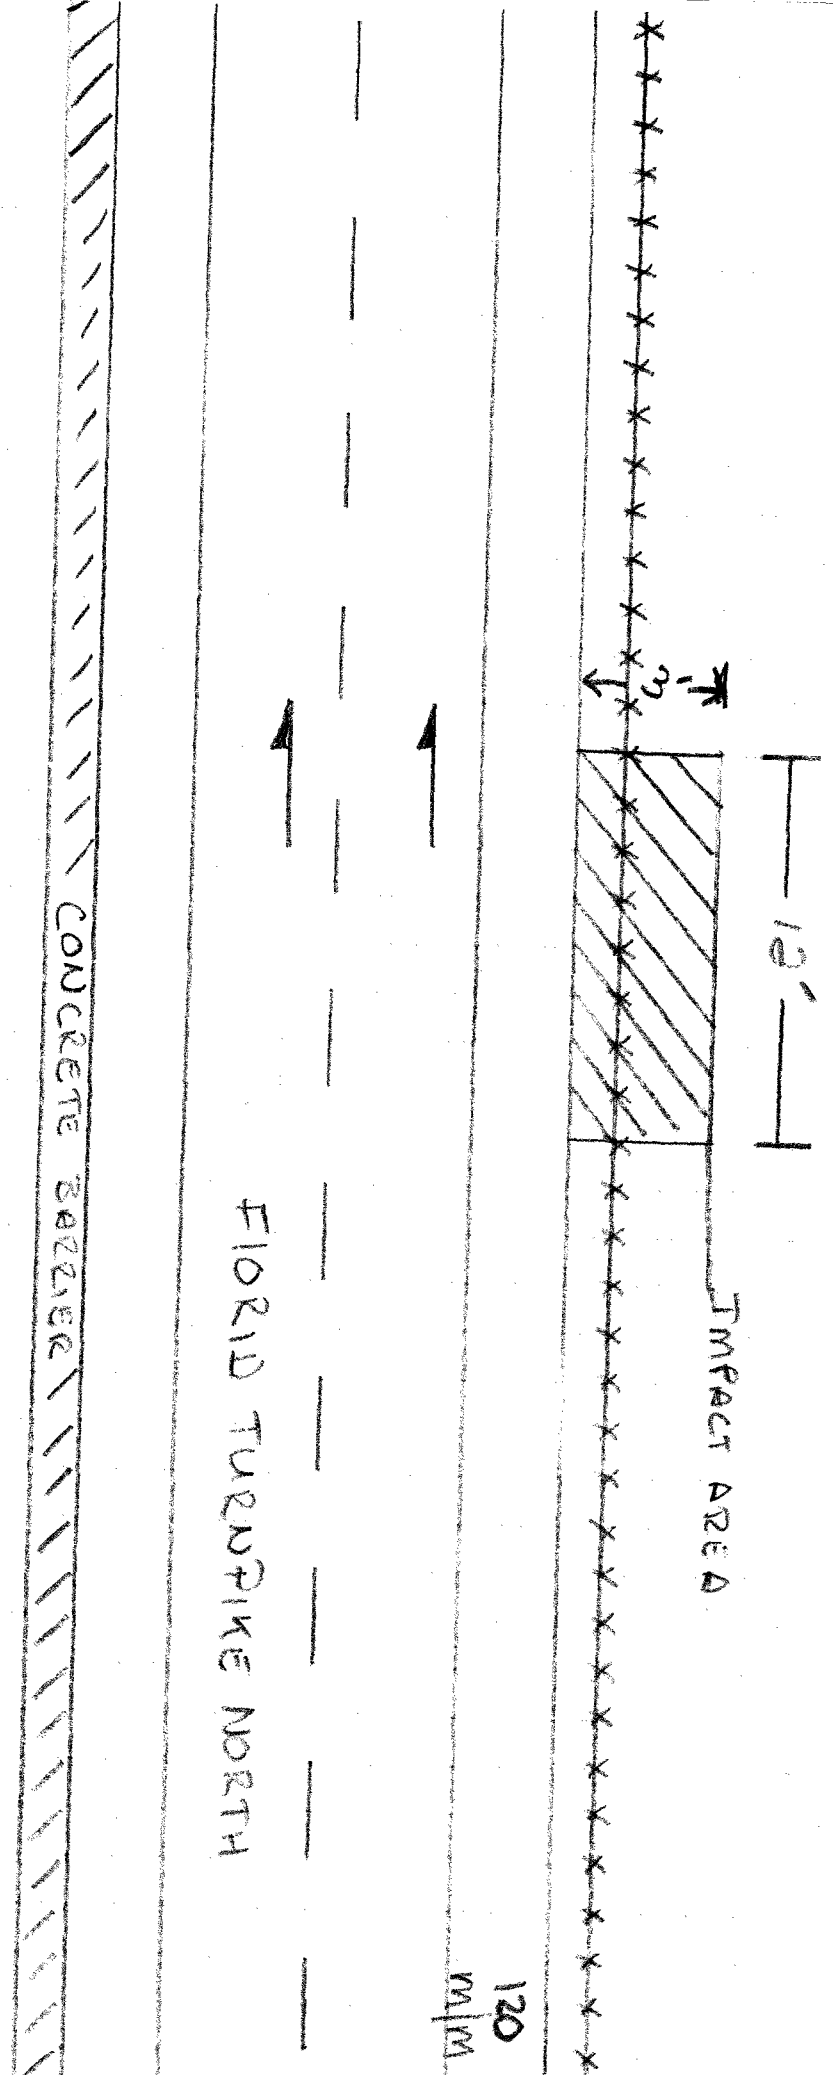 3'
12'
IMPACT AREA
120
m/m
FLORID TURNPIKE NORTH
CONCRETE BARRIER